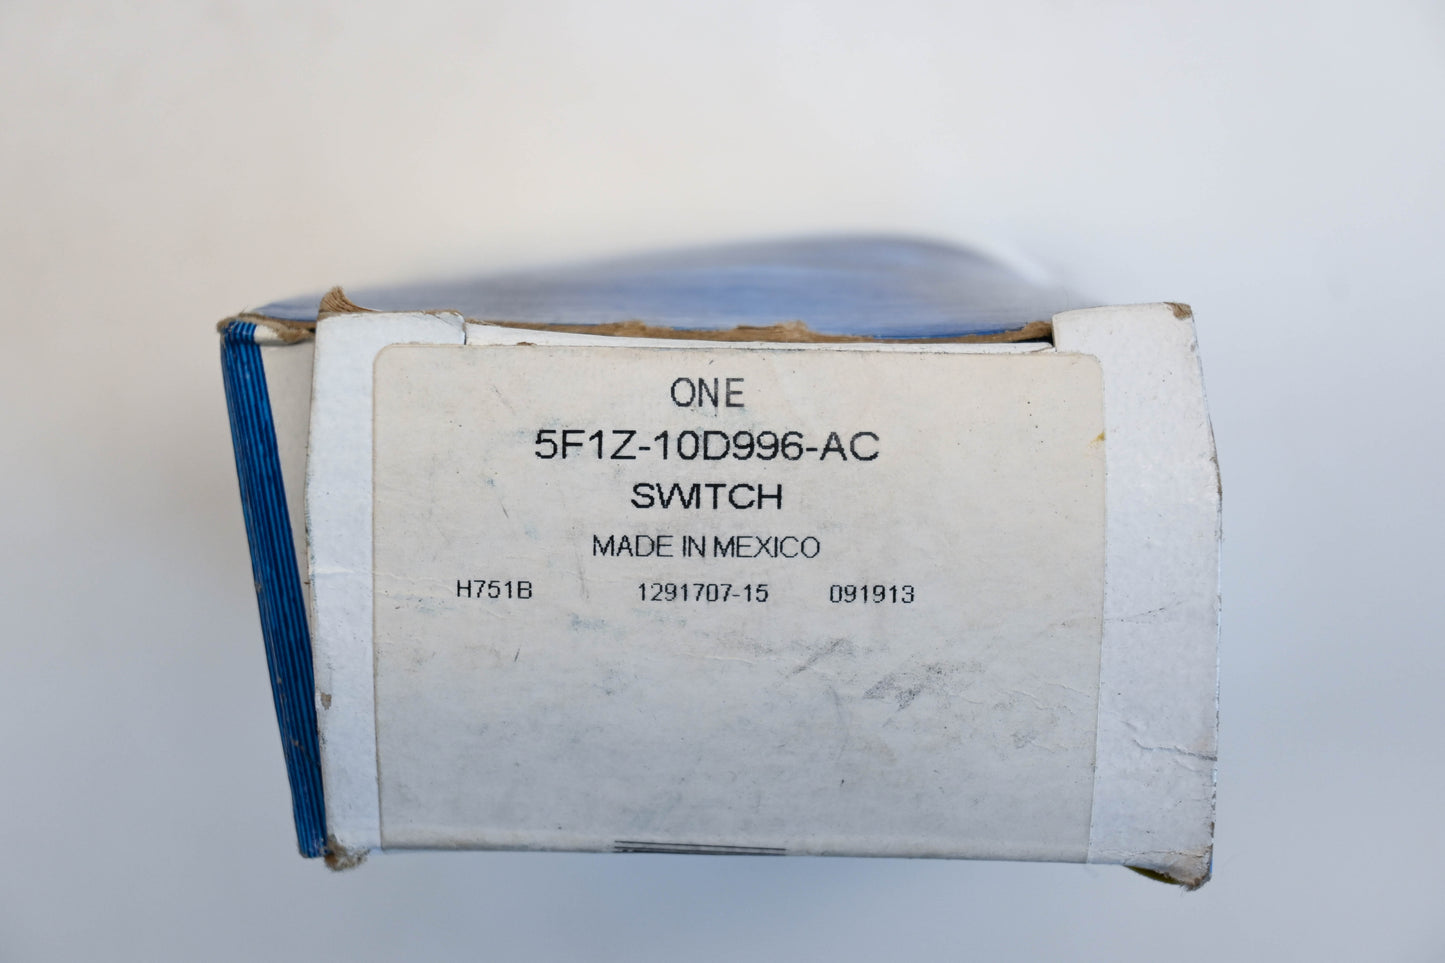 ONE
5F1Z-10D996-AC
SWITCH
MADE IN MEXICO
H751B 1291707-15 091913